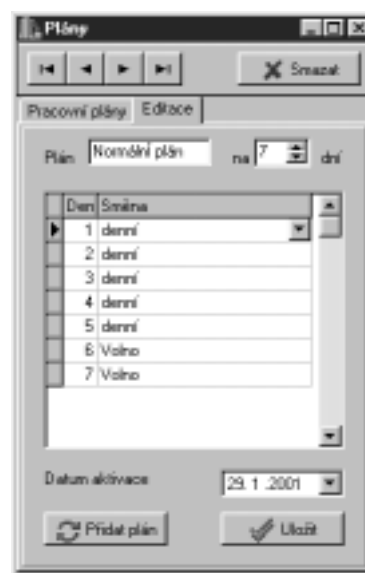 Plány
Smazat
Pracovní plány Editace
Plán Normální plán na 7 dní
Den Směna
1 denní
2 denní
3 denní
4 denní
5 denní
6 Volno
7 Volno
Datum aktivace 29. 1 .2001
Přidat plán Uložit